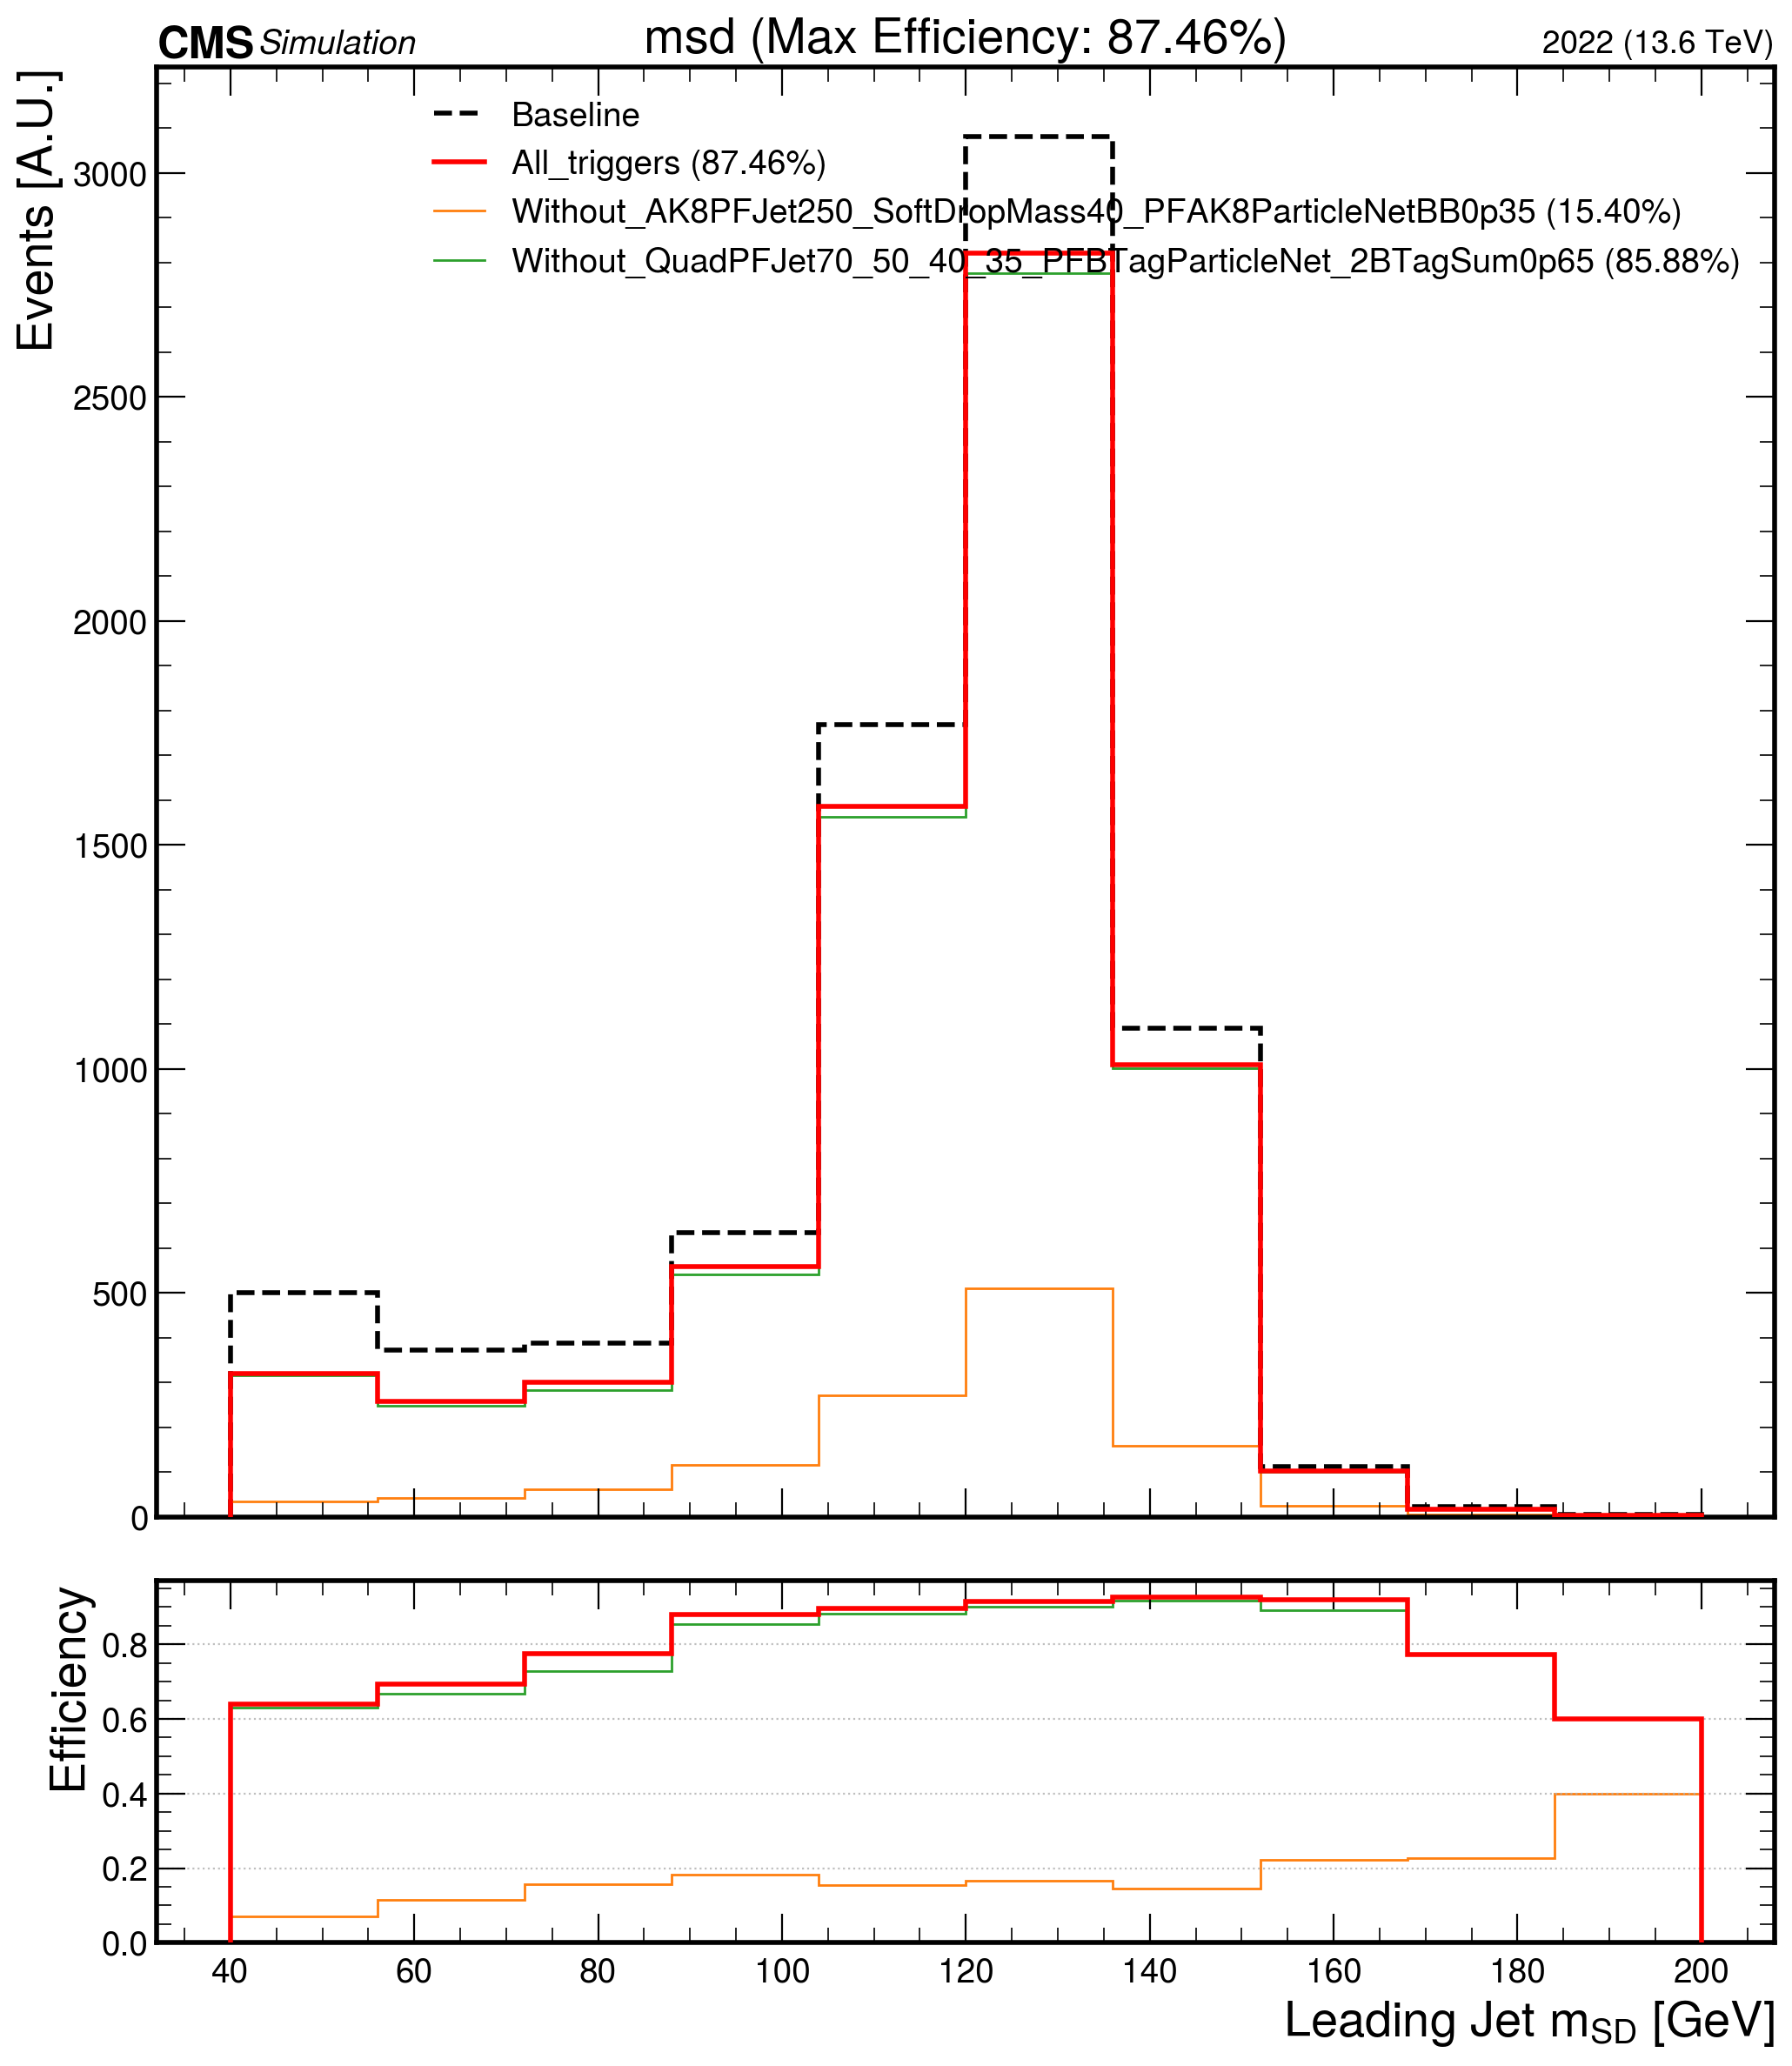 CMS Simulation msd (Max Efficiency: 87.46%) 2022 (13.6 TeV)
Events [A.U.]
Baseline
All_triggers (87.46%)
Without_AK8PFJet250_SoftDropMass40_PFAK8ParticleNetBB0p35 (15.40%)
Without_QuadPFJet70_50_40_35_PFBTagParticleNet_2BTagSum0p65 (85.88%)
3000
2500
2000
1500
1000
500
0
Efficiency
0.8
0.6
0.4
0.2
0.0
40 60 80 100 120 140 160 180 200
Leading Jet mSD [GeV]